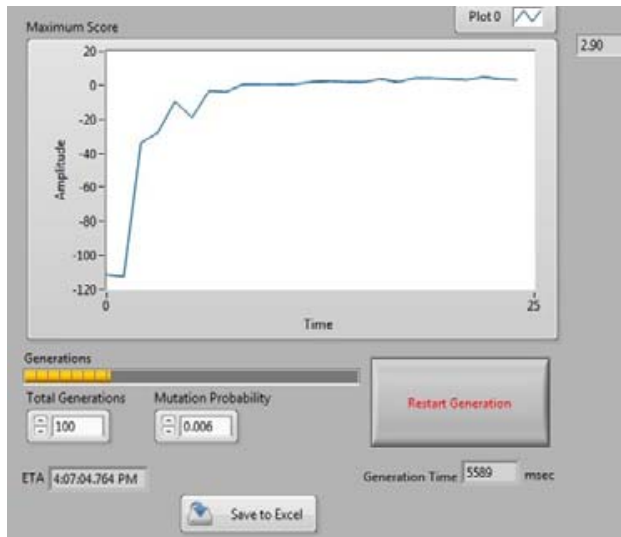 Maximum Score
Plot 0
2.90
20
0
-20
-40
-60
-80
-100
-120
Amplitude
0
25
Time
Generations
Total Generations
Mutation Probability
100
0.006
Restart Generation
ETA 4:07:04.764 PM
Generation Time 5589 msec
Save to Excel